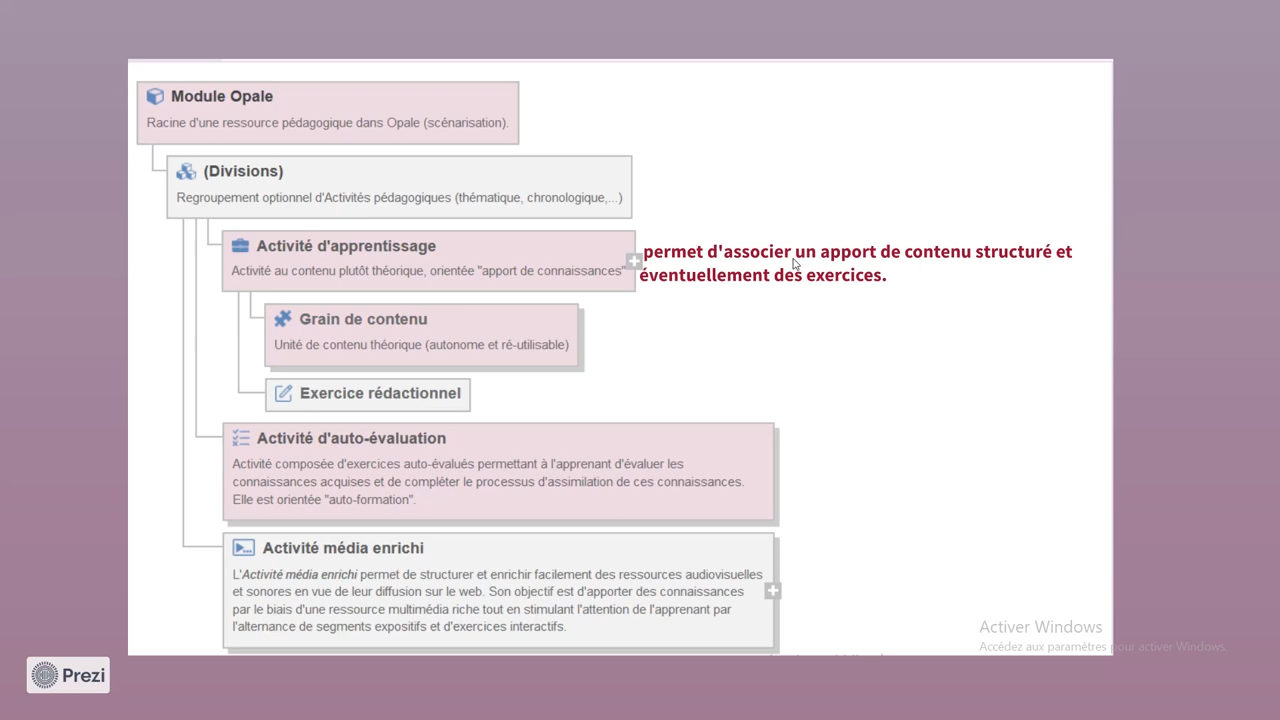 Module Opale
Racine d'une ressource pédagogique dans Opale (scénarisation).
(Divisions)
Regroupement optionnel d'Activités pédagogiques (thématique, chronologique,...)
Activité d'apprentissage
Activité au contenu plutôt théorique, orientée "apport de connaissances"
permet d'associer un apport de contenu structuré et
éventuellement des exercices.
Grain de contenu
Unité de contenu théorique (autonome et ré-utilisable)
Exercice rédactionnel
Activité d'auto-évaluation
Activité composée d'exercices auto-évalués permettant à l'apprenant d'évaluer les
connaissances acquises et de compléter le processus d'assimilation de ces connaissances.
Elle est orientée "auto-formation".
Activité média enrichi
L'Activité média enrichi permet de structurer et enrichir facilement des ressources audiovisuelles
et sonores en vue de leur diffusion sur le web. Son objectif est d'apporter des connaissances
par le biais d'une ressource multimédia riche tout en stimulant l'attention de l'apprenant par
l'alternance de segments expositifs et d'exercices interactifs.
Activer Windows
Accédez aux paramètres pour activer Windows.
Prezi